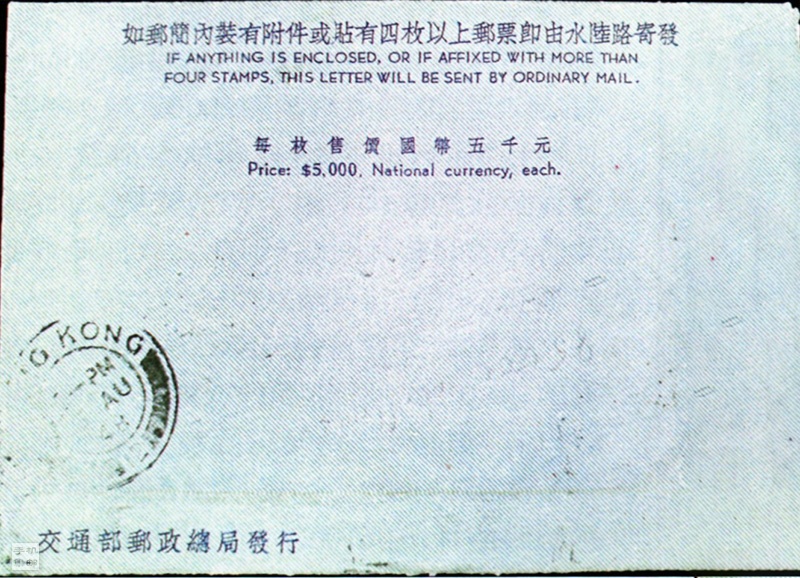 如郵簡內裝有附件或貼有四枚以上郵票即由水陸路寄發
IF ANYTHING IS ENCLOSED, OR IF AFFIXED WITH MORE THAN
FOUR STAMPS, THIS LETTER WILL BE SENT BY ORDINARY MAIL.
每枚售價國幣五千元
Price: $5,000, National currency, each.
G KONG
PM
AU
交通部郵政總局發行